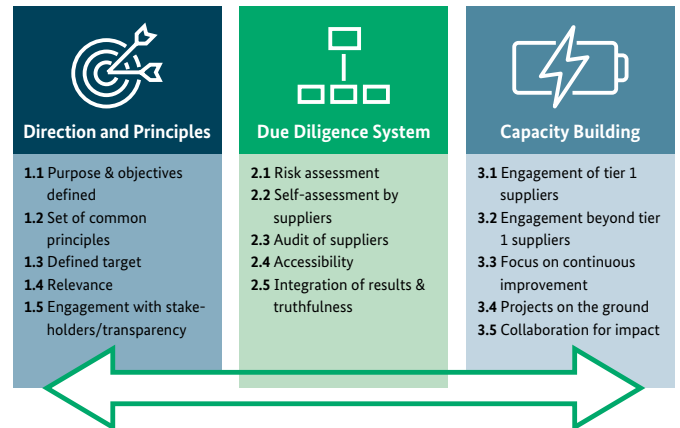 Direction and Principles
1.1 Purpose & objectives
defined
1.2 Set of common
principles
1.3 Defined target
1.4 Relevance
1.5 Engagement with stake-
holders/transparency
Due Diligence System
2.1 Risk assessment
2.2 Self-assessment by
suppliers
2.3 Audit of suppliers
2.4 Accessibility
2.5 Integration of results &
truthfulness
Capacity Building
3.1 Engagement of tier 1
suppliers
3.2 Engagement beyond tier
1 suppliers
3.3 Focus on continuous
improvement
3.4 Projects on the ground
3.5 Collaboration for impact